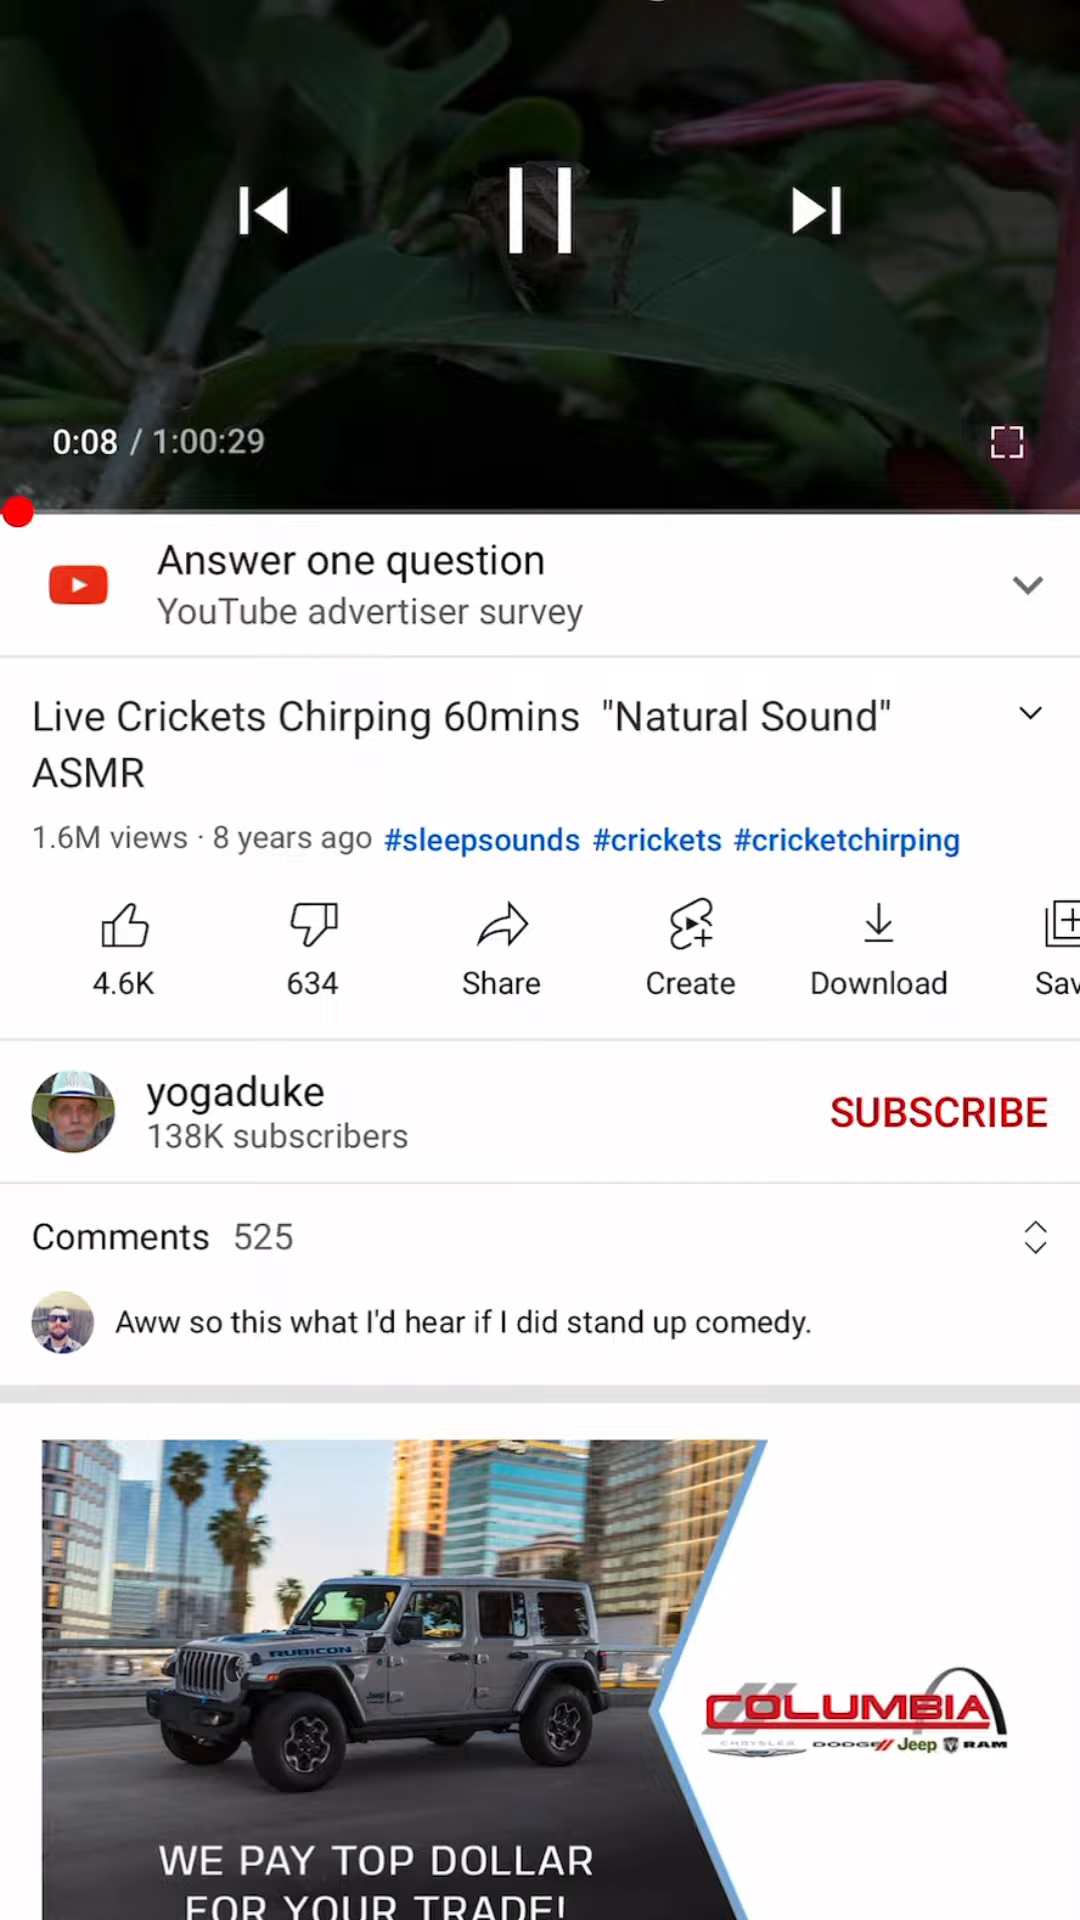 0:08 / 1:00:29
Answer one question
YouTube advertiser survey
Live Crickets Chirping 60mins "Natural Sound"
ASMR
1.6M views · 8 years ago #sleepsounds #crickets #cricketchirping
4.6K 634 Share Create Download Sav
yogaduke
138K subscribers
SUBSCRIBE
Comments 525
Aww so this what I'd hear if I did stand up comedy.
RUBICON
Jeep
COLUMBIA
CHRYSLER DODGE Jeep RAM
WE PAY TOP DOLLAR
FOR YOUR TRADE!